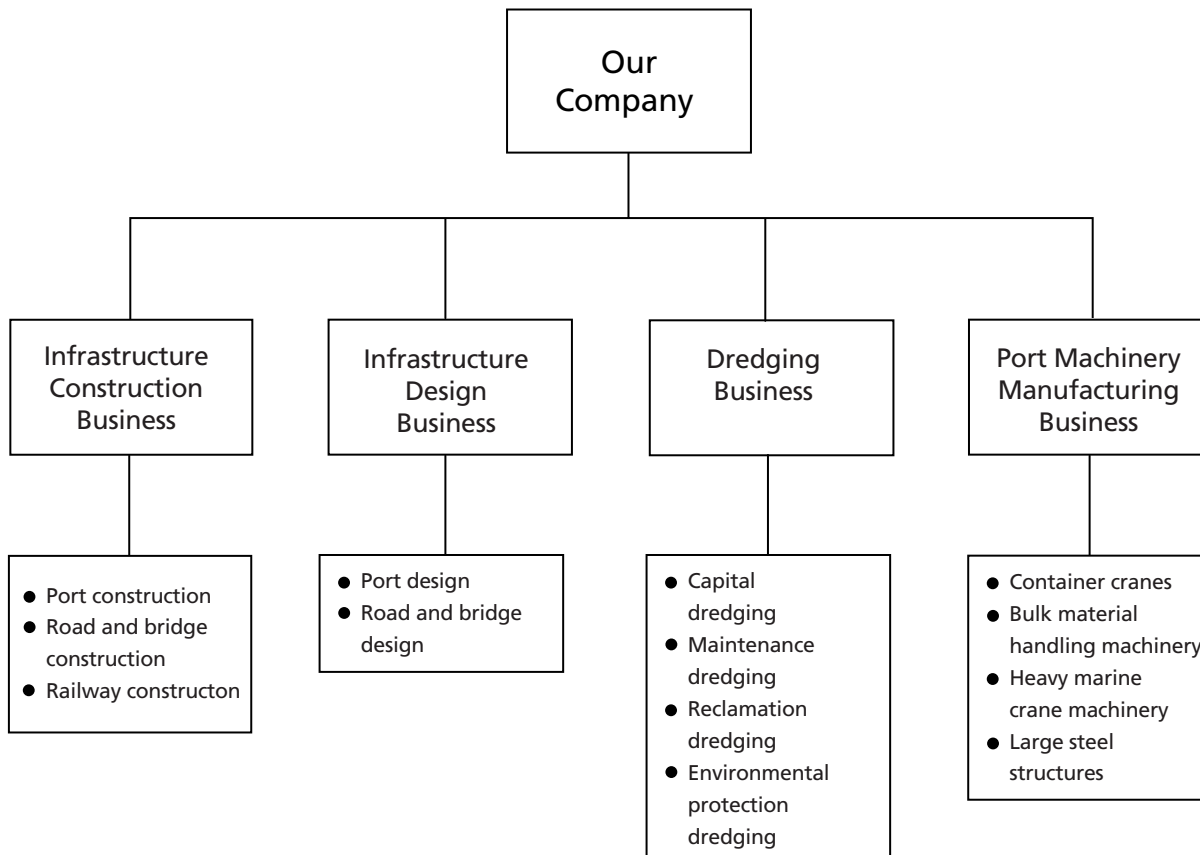 Our
Company
Infrastructure
Construction
Business
Infrastructure
Design
Business
Dredging
Business
Port Machinery
Manufacturing
Business
● Port construction
● Road and bridge
construction
● Railway constructon
● Port design
● Road and bridge
design
● Capital
dredging
● Maintenance
dredging
● Reclamation
dredging
● Environmental
protection
dredging
● Container cranes
● Bulk material
handling machinery
● Heavy marine
crane machinery
● Large steel
structures